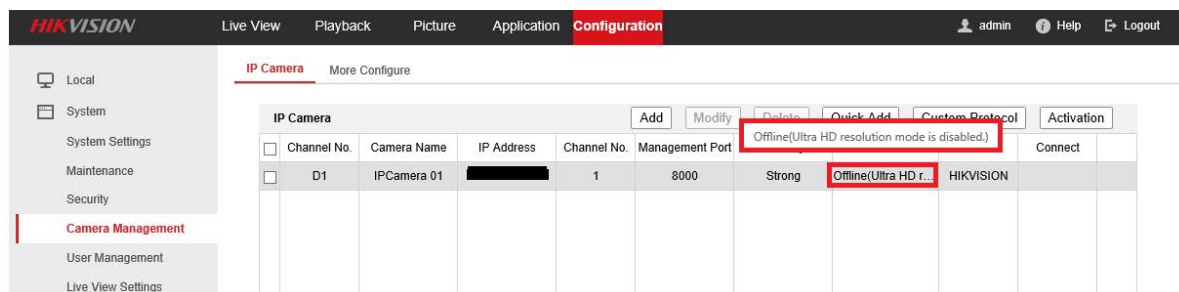 HIKVISION Live View Playback Picture Application Configuration admin Help Logout
Local
IP Camera More Configure
System
IP Camera Add Modify Delete Quick Add Custom Protocol Activation
Offline(Ultra HD resolution mode is disabled.)
System Settings
Channel No. Camera Name IP Address Channel No. Management Port Connect
Maintenance
D1 IPCamera 01 1 8000 Strong Offline(Ultra HD r... HIKVISION
Security
Camera Management
User Management
Live View Settings